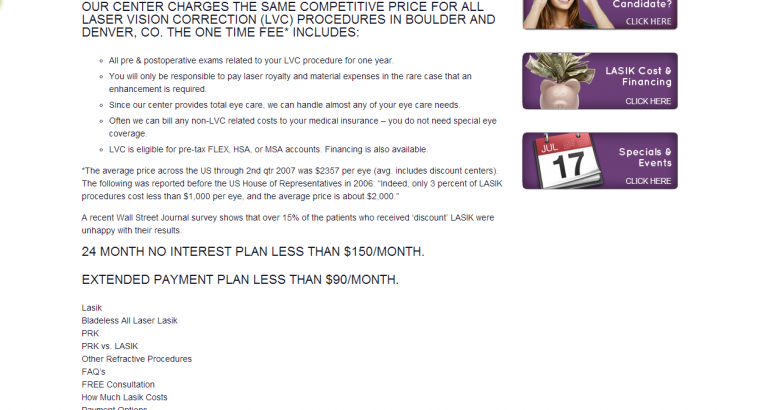 OUR CENTER CHARGES THE SAME COMPETITIVE PRICE FOR ALL
LASER VISION CORRECTION (LVC) PROCEDURES IN BOULDER AND
DENVER, CO. THE ONE TIME FEE* INCLUDES:
All pre & postoperative exams related to your LVC procedure for one year.
You will only be responsible to pay laser royalty and material expenses in the rare case that an
enhancement is required.
Since our center provides total eye care, we can handle almost any of your eye care needs.
Often we can bill any non-LVC related costs to your medical insurance – you do not need special eye
coverage.
LVC is eligible for pre-tax FLEX, HSA, or MSA accounts. Financing is also available.
*The average price across the US through 2nd qtr 2007 was $2357 per eye (avg. includes discount centers).
The following was reported before the US House of Representatives in 2006: “Indeed, only 3 percent of LASIK
procedures cost less than $1,000 per eye, and the average price is about $2,000.”
A recent Wall Street Journal survey shows that over 15% of the patients who received ‘discount’ LASIK were
unhappy with their results.
24 MONTH NO INTEREST PLAN LESS THAN $150/MONTH.
EXTENDED PAYMENT PLAN LESS THAN $90/MONTH.
Lasik
Bladeless All Laser Lasik
PRK
PRK vs. LASIK
Other Refractive Procedures
FAQ's
FREE Consultation
How Much Lasik Costs
Payment Options
Candidate?
CLICK HERE
LASIK Cost &
Financing
CLICK HERE
JUL
17
Specials &
Events
CLICK HERE